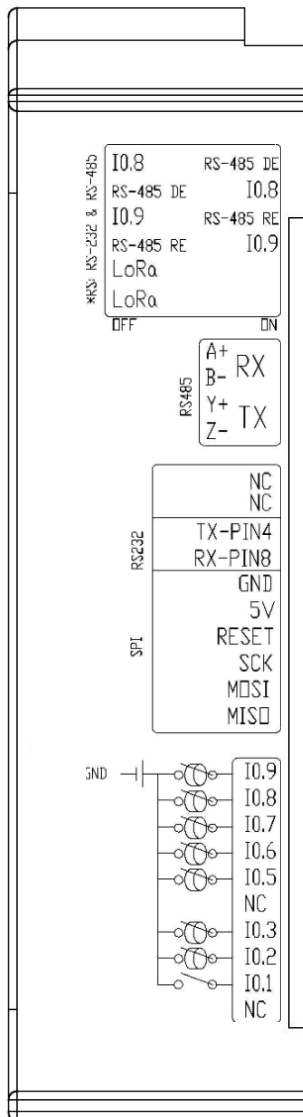 *RS: RS-232 & RS-485
I0.8 RS-485 DE
RS-485 DE I0.8
I0.9 RS-485 RE
RS-485 RE I0.9
LoRa
LoRa
OFF ON
RS485
A+ RX
B-
Y+ TX
Z-
NC
NC
RS232
TX-PIN4
RX-PIN8
SPI
GND
5V
RESET
SCK
MOSI
MISO
GND
I0.9
I0.8
I0.7
I0.6
I0.5
NC
I0.3
I0.2
I0.1
NC